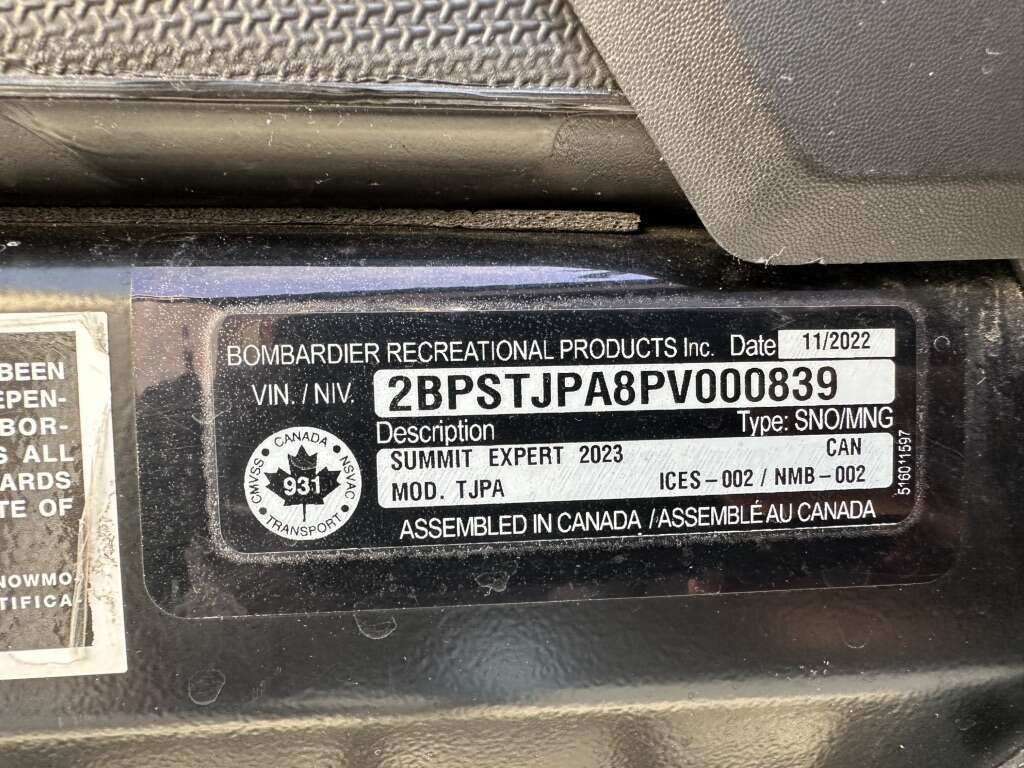 BEEN
EPEN-
BOR-
S ALL
ARDS
TE OF
NOWMO
TIFICA-
BOMBARDIER RECREATIONAL PRODUCTS Inc. Date 11/2022
VIN. / NIV. 2BPSTJPA8PV000839
Description Type: SNO/MNG
SUMMIT EXPERT 2023 CAN
MOD. TJPA ICES-002 / NMB-002
ASSEMBLED IN CANADA / ASSEMBLÉ AU CANADA
516011597
CANADA
CMVSS • NSVAC
931
TRANSPORT